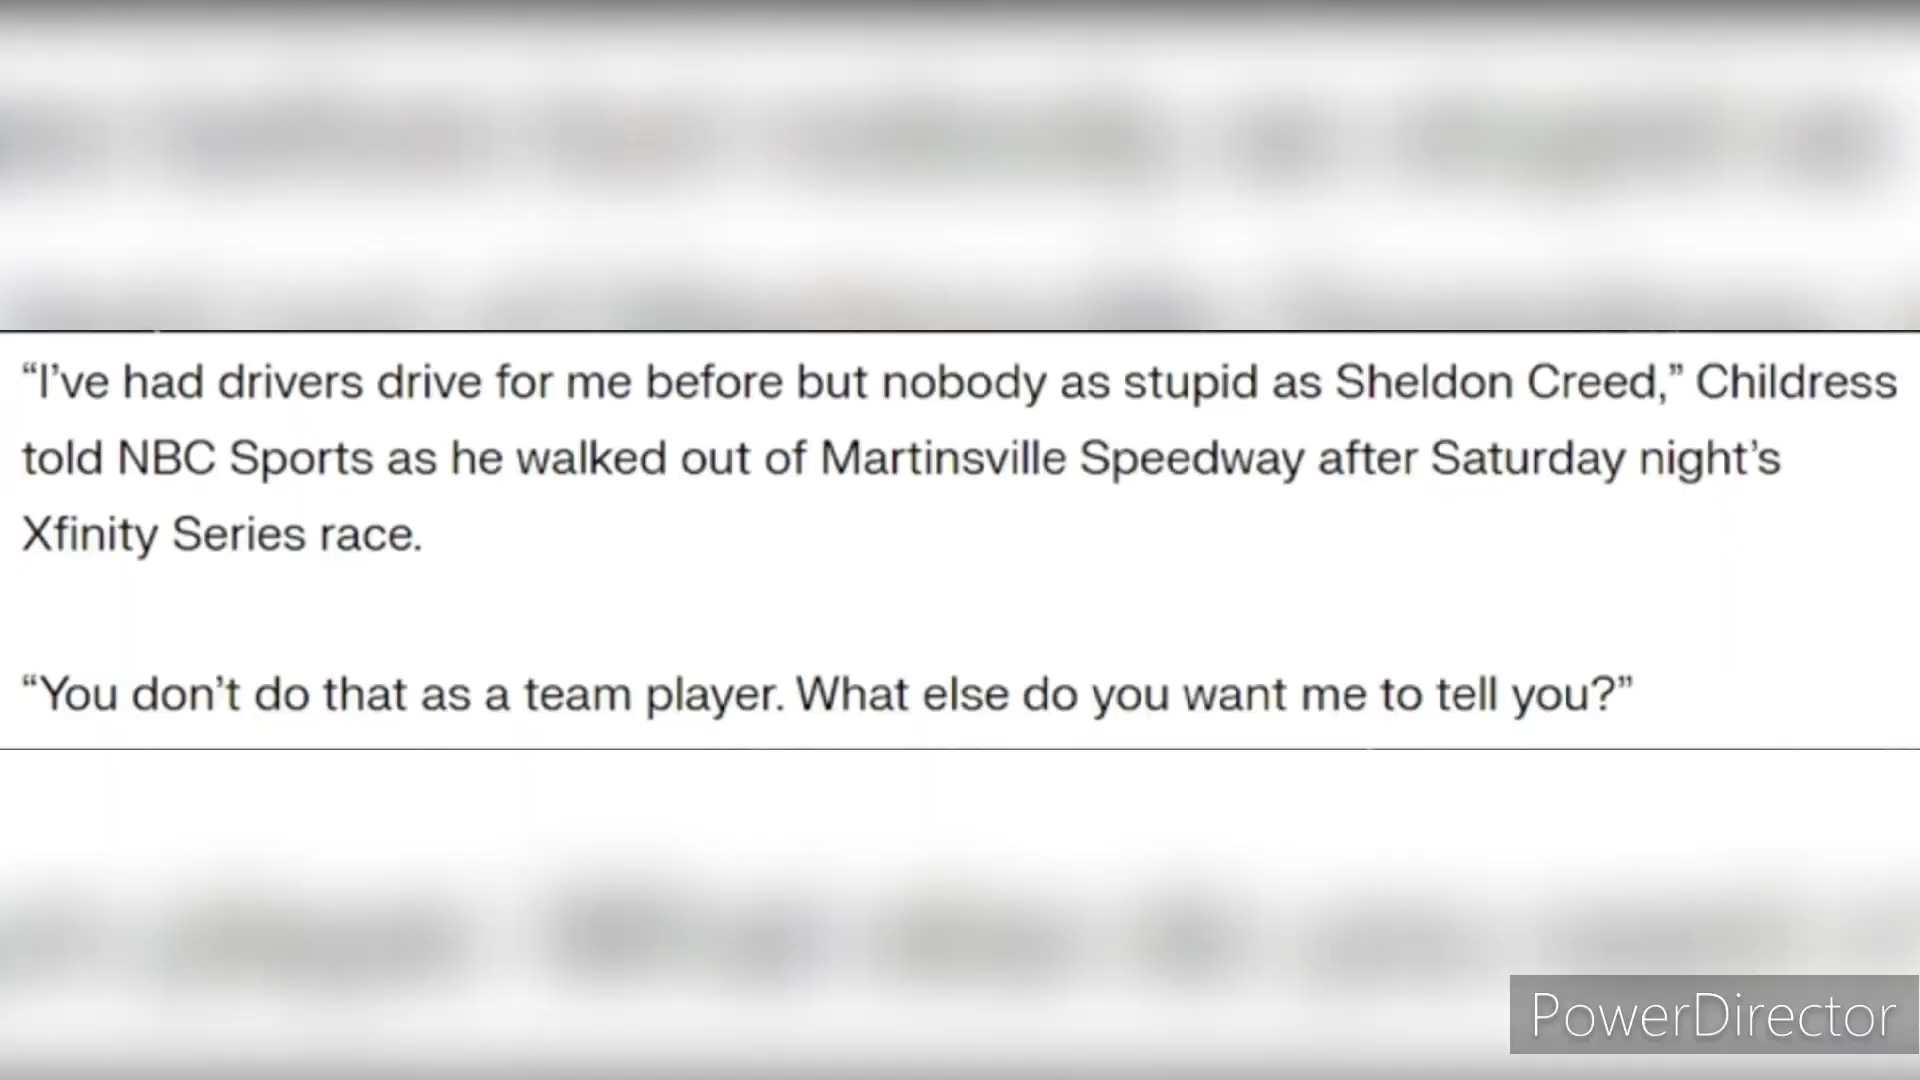 “I’ve had drivers drive for me before but nobody as stupid as Sheldon Creed,” Childress
told NBC Sports as he walked out of Martinsville Speedway after Saturday night’s
Xfinity Series race.
“You don’t do that as a team player. What else do you want me to tell you?”
PowerDirector